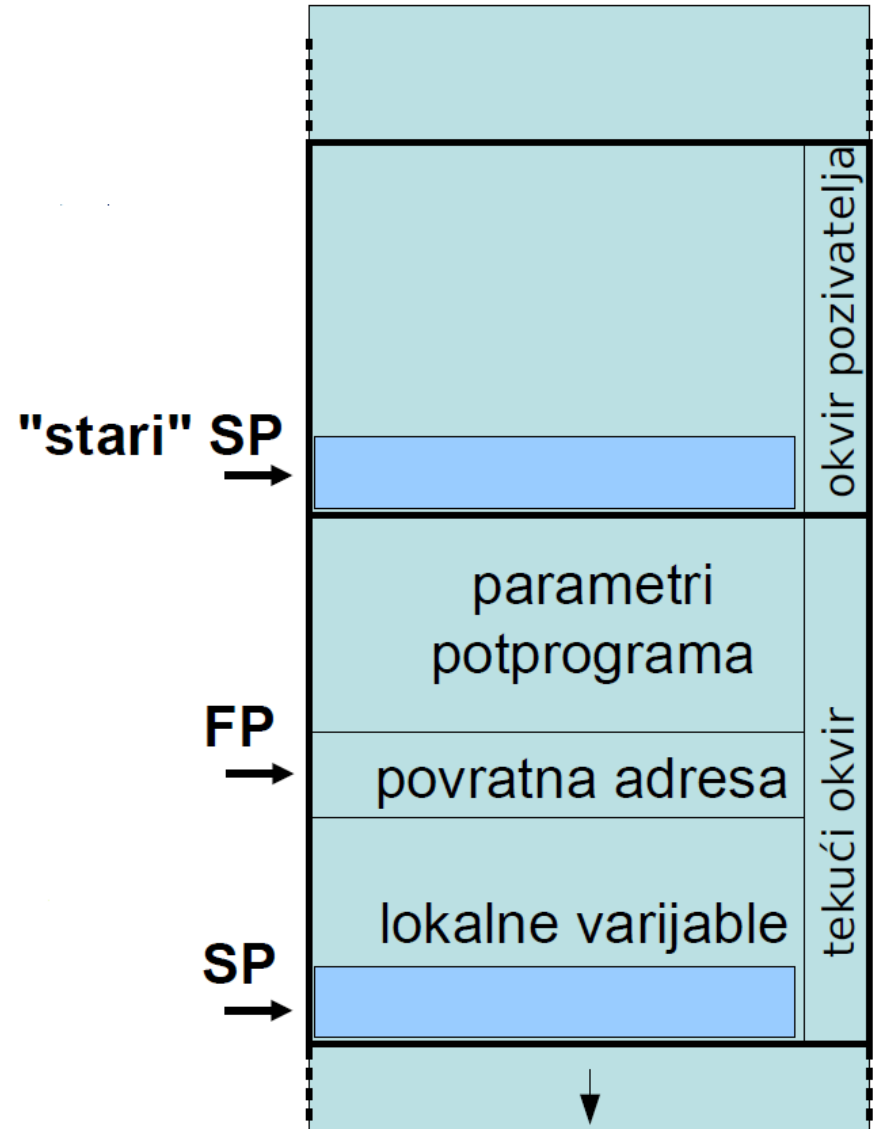 okvir pozivatelja
"stari" SP
parametri
potprograma
FP
povratna adresa
tekući okvir
lokalne varijable
SP